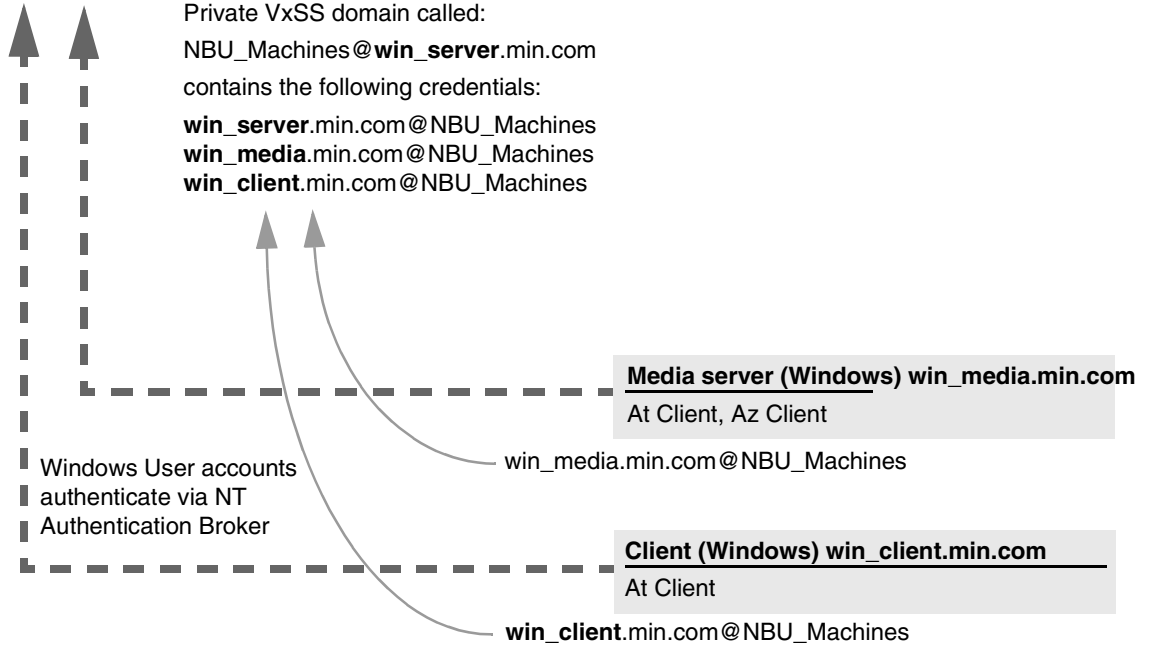 Private VxSS domain called:
NBU_Machines@win_server.min.com
contains the following credentials:
win_server.min.com@NBU_Machines
win_media.min.com@NBU_Machines
win_client.min.com@NBU_Machines
Media server (Windows) win_media.min.com
At Client, Az Client
win_media.min.com@NBU_Machines
Windows User accounts
authenticate via NT
Authentication Broker
Client (Windows) win_client.min.com
At Client
win_client.min.com@NBU_Machines